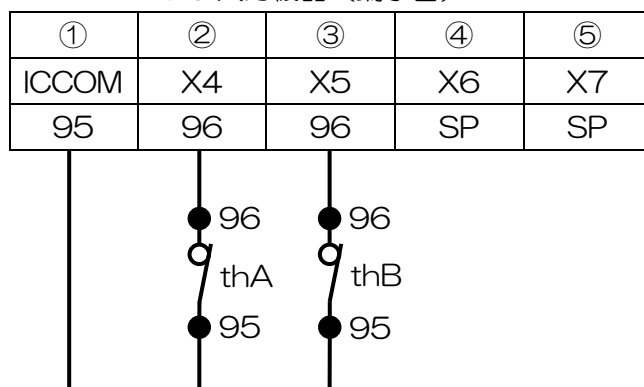 ① ② ③ ④ ⑤
ICCOM X4 X5 X6 X7
95 96 96 SP SP
96 96
thA thB
95 95